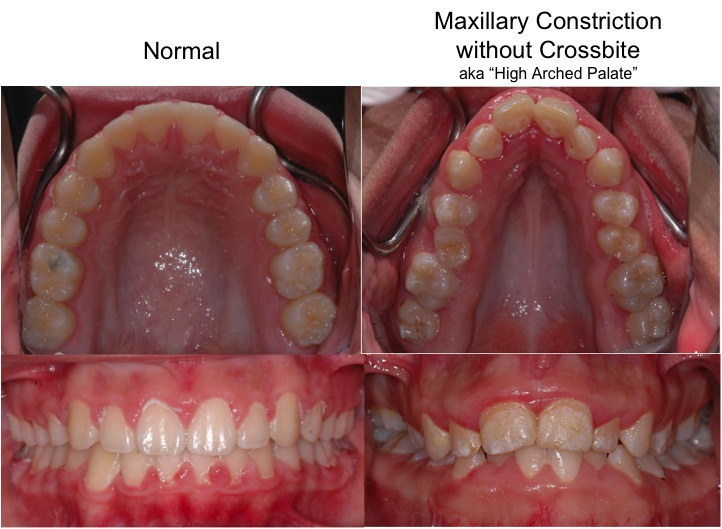 Normal
Maxillary Constriction
without Crossbite
aka “High Arched Palate”